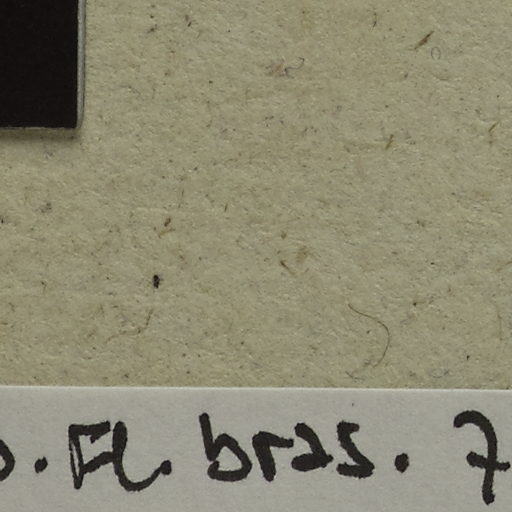 . Fl. bras. 7